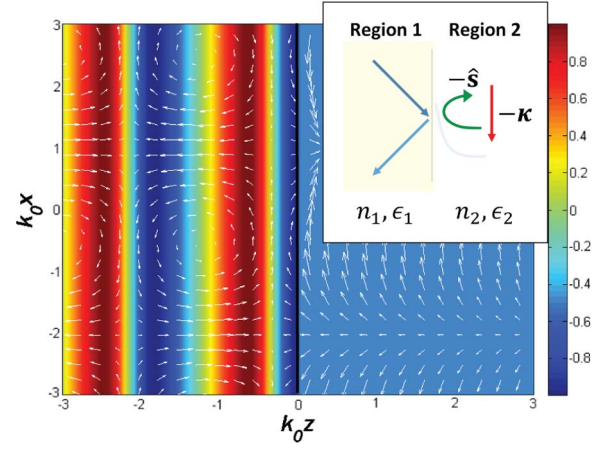 Region 1 Region 2
−ŝ
−κ
n₁, ϵ₁ n₂, ϵ₂
3
2
1
0
-1
-2
-3
k₀x
-3 -2 -1 0 1 2 3
k₀z
0.8
0.6
0.4
0.2
0
-0.2
-0.4
-0.6
-0.8